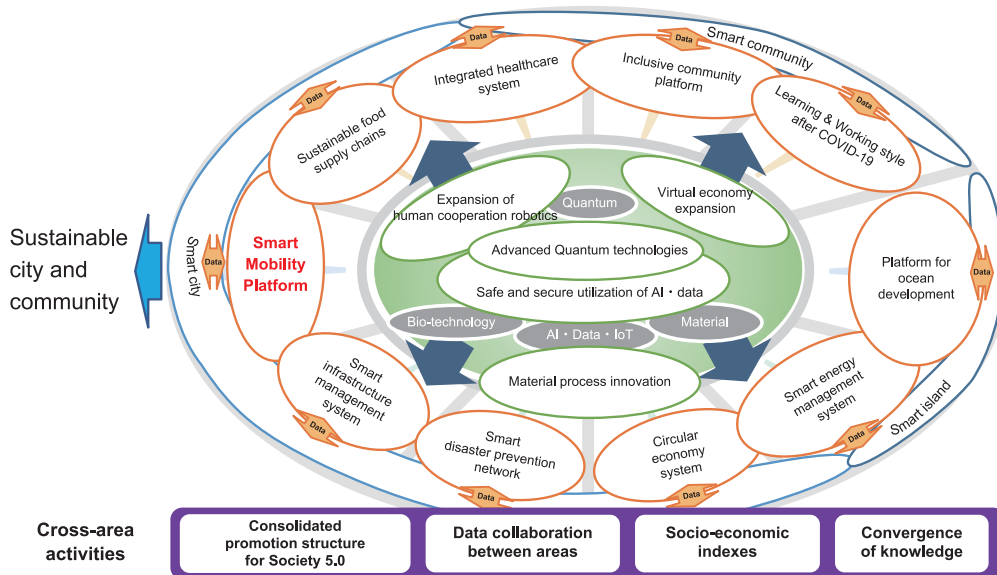 Data
Data
Smart community
Data
Data
Data
Integrated healthcare
system
Inclusive community
platform
Learning & Working style
after COVID-19
Sustainable food
supply chains
Expansion of
human cooperation robotics
Quantum
Virtual economy
expansion
Sustainable
city and
community
Smart city
Data
Smart
Mobility
Platform
Advanced Quantum technologies
Safe and secure utilization of AI・data
Platform for
ocean
development
Data
Bio-technology
AI・Data・IoT
Material
Smart
infrastructure
management
system
Material process innovation
Smart energy
management
system
Smart island
Data
Smart
disaster prevention
network
Circular
economy
system
Data
Data
Data
Cross-area
activities
Consolidated
promotion structure
for Society 5.0
Data collaboration
between areas
Socio-economic
indexes
Convergence
of knowledge